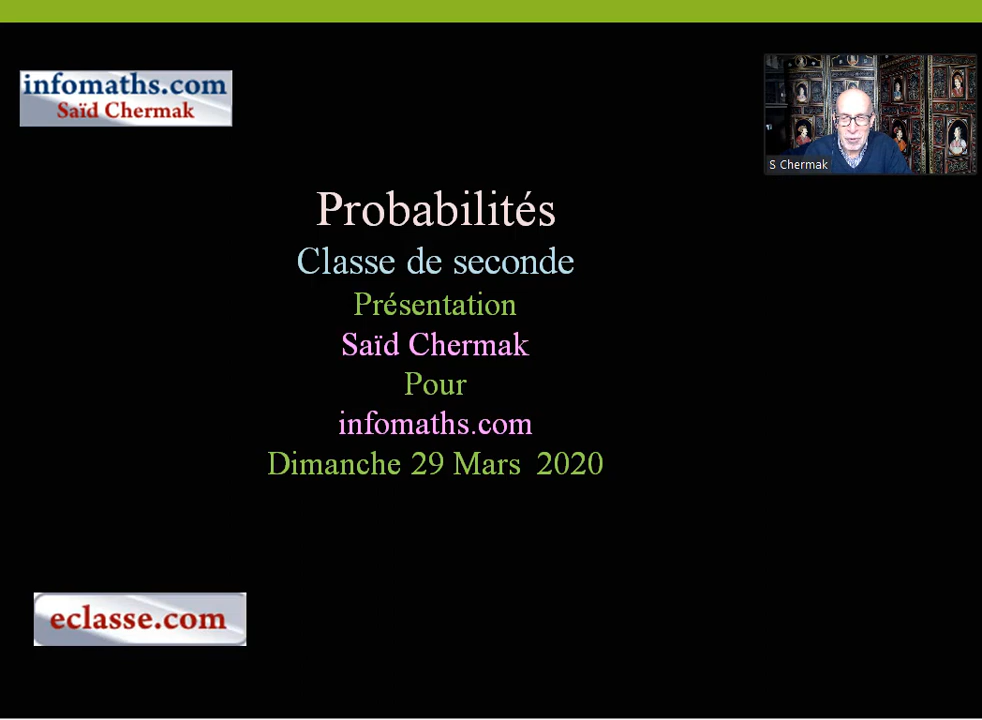 infomaths.com
Saïd Chermak
S Chermak
Probabilités
Classe de seconde
Présentation
Saïd Chermak
Pour
infomaths.com
Dimanche 29 Mars 2020
eclasse.com